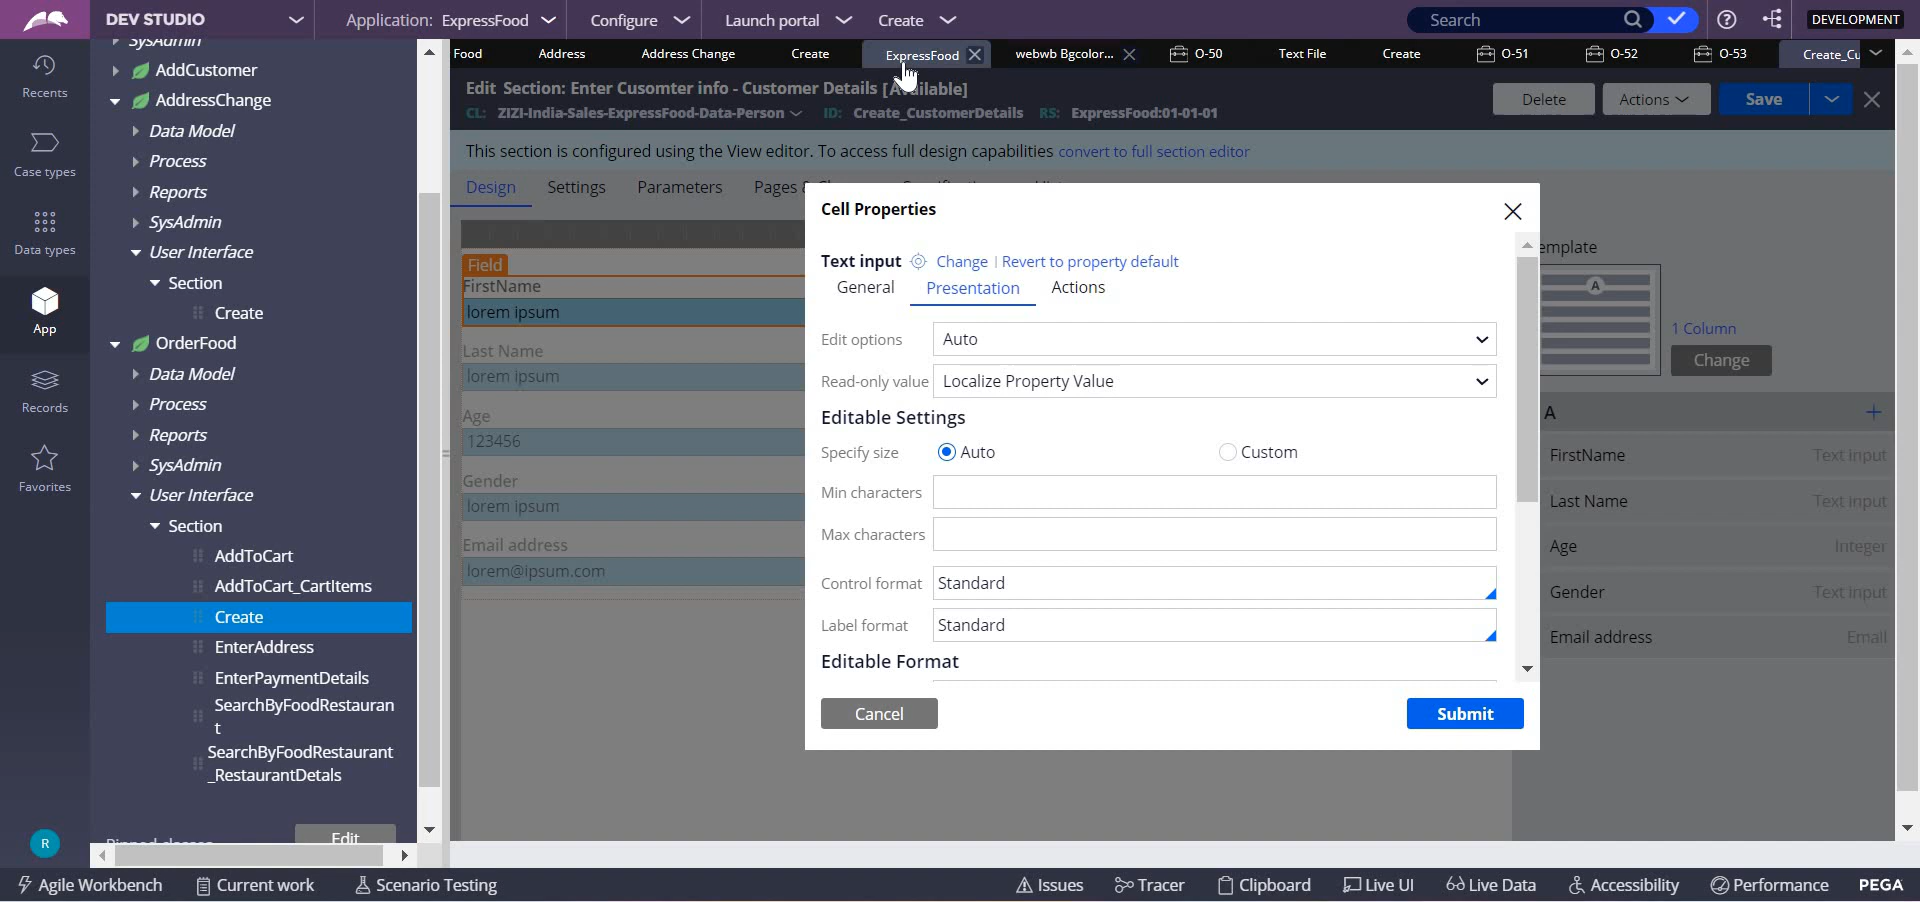 DEV STUDIO
Application: ExpressFood
Configure
Launch portal
Create
Search
DEVELOPMENT
Recents
Case types
Data types
App
Records
Favorites
R
SysAdmin
AddCustomer
AddressChange
Data Model
Process
Reports
SysAdmin
User Interface
Section
Create
OrderFood
Data Model
Process
Reports
SysAdmin
User Interface
Section
AddToCart
AddToCart_CartItems
Create
EnterAddress
EnterPaymentDetails
SearchByFoodRestauran
t
SearchByFoodRestaurant
_RestaurantDetals
Edit
Food
Address
Address Change
Create
ExpressFood
webwb Bgcolor...
O-50
Text File
Create
O-51
O-52
O-53
Create_Cu
Edit Section: Enter Cusomter info - Customer Details [Available]
CL: ZIZI-India-Sales-ExpressFood-Data-Person ID: Create_CustomerDetails RS: ExpressFood:01-01-01
Delete
Actions
Save
This section is configured using the View editor. To access full design capabilities convert to full section editor
Design
Settings
Parameters
Pages &
Field
FirstName
lorem ipsum
Last Name
lorem ipsum
Age
123456
Gender
lorem ipsum
Email address
lorem@ipsum.com
Cell Properties
Text input Change | Revert to property default
General
Presentation
Actions
Edit options Auto
Read-only value Localize Property Value
Editable Settings
Specify size Auto Custom
Min characters
Max characters
Control format Standard
Label format Standard
Editable Format
Cancel
Submit
emplate
A
1 Column
Change
A
FirstName Text input
Last Name Text input
Age Integer
Gender Text input
Email address Email
Agile Workbench
Current work
Scenario Testing
Issues
Tracer
Clipboard
Live UI
Live Data
Accessibility
Performance
PEGA